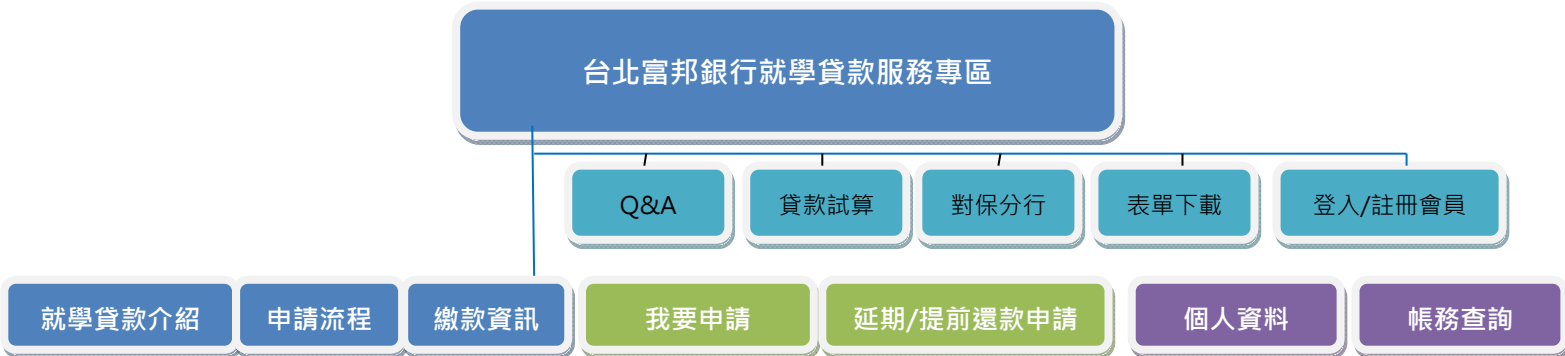 台北富邦銀行就學貸款服務專區
Q&A
貸款試算
對保分行
表單下載
登入/註冊會員
就學貸款介紹
申請流程
繳款資訊
我要申請
延期/提前還款申請
個人資料
帳務查詢